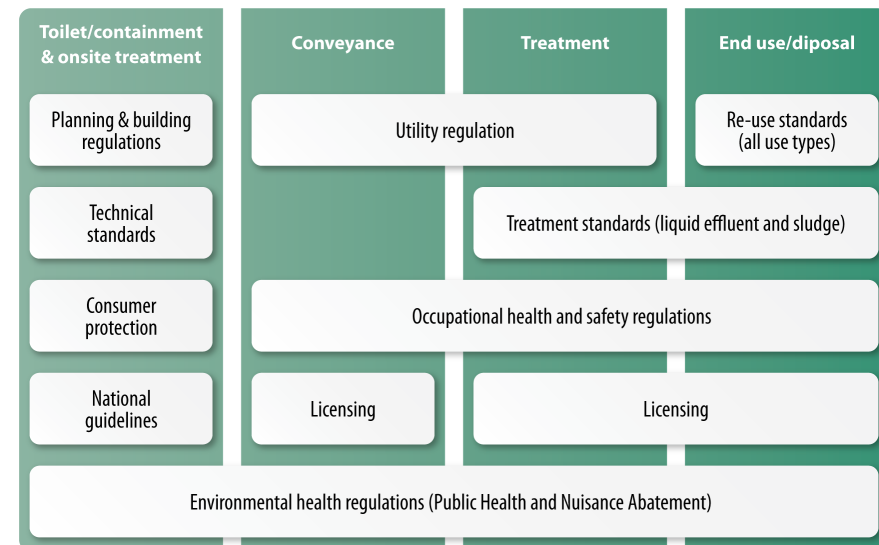 Toilet/containment
& onsite treatment
Conveyance
Treatment
End use/diposal
Planning & building
regulations
Utility regulation
Re-use standards
(all use types)
Technical
standards
Treatment standards (liquid effluent and sludge)
Consumer
protection
Occupational health and safety regulations
National
guidelines
Licensing
Licensing
Environmental health regulations (Public Health and Nuisance Abatement)